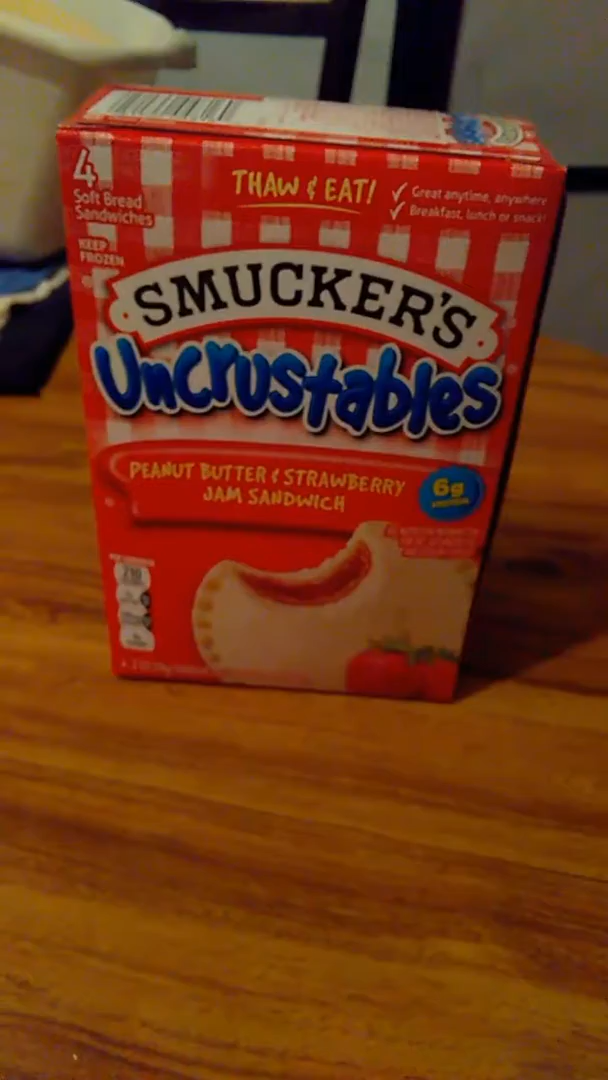 4
Soft Bread
Sandwiches
KEEP
FROZEN
THAW & EAT!
Great anytime, anywhere
Breakfast, lunch or snack!
SMUCKER'S
Uncrustables
PEANUT BUTTER & STRAWBERRY
JAM SANDWICH
6g
210